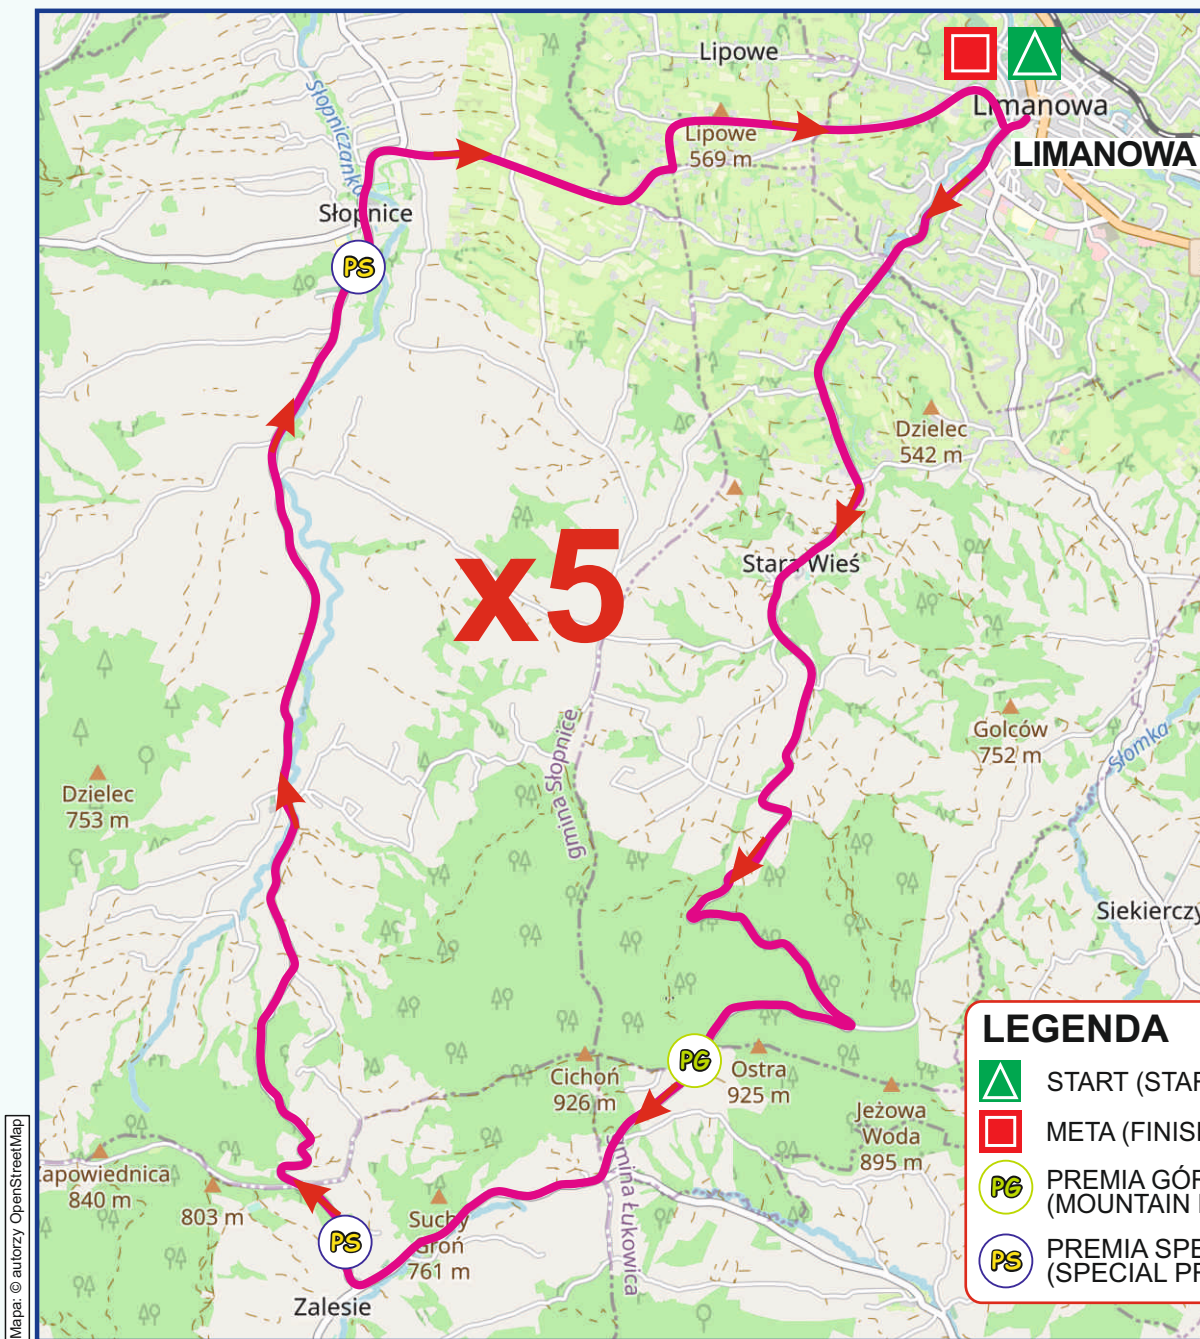 Lipowe
Limanowa
LIMANOWA
Lipowe
569 m
Słopniczanka
Słopnice
PS
Dzielec
542 m
x5
Stara Wieś
Golców
752 m
Słomka
gmina Słopnice
Dzielec
753 m
Siekierczy
PG
Cichoń
926 m
Ostra
925 m
Jeżowa
Woda
895 m
gmina Łukowica
apowiednica
840 m
803 m
PS
Suchy
Groń
761 m
Zalesie
LEGENDA
START (STAR
META (FINISH
PG
PREMIA GÓR
(MOUNTAIN
PS
PREMIA SPE
(SPECIAL PR
Mapa: © autorzy OpenStreetMap